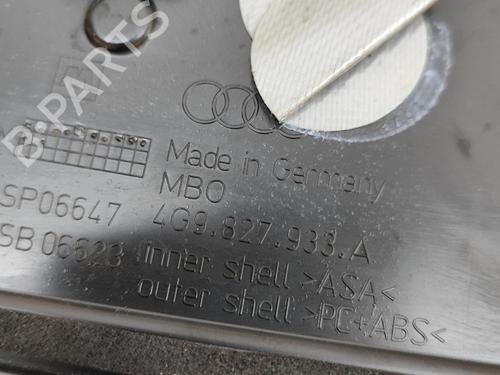 B-PARTS
Made in Germany
MBO
SP06647 4G9.827.933.A
SB 06623 inner shell >ASA<
outer shell >PC+ABS<